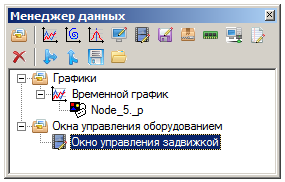 Менеджер данных
Графики
Временной график
Node_5._p
Окна управления оборудованием
Окно управления задвижкой